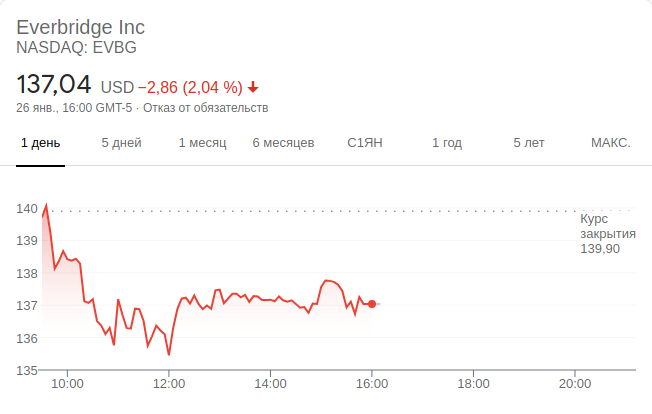 Everbridge Inc
NASDAQ: EVBG
137,04 USD −2,86 (2,04 %) ↓
26 янв., 16:00 GMT-5 · Отказ от обязательств
1 день 5 дней 1 месяц 6 месяцев С1ЯН 1 год 5 лет МАКС.
140
Курс
закрытия
139,90
139
138
137
136
135
10:00 12:00 14:00 16:00 18:00 20:00